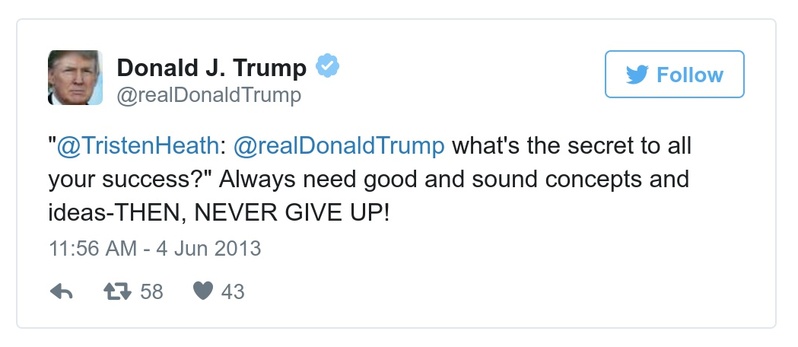 Donald J. Trump
@realDonaldTrump
Follow
"@TristenHeath: @realDonaldTrump what's the secret to all
your success?" Always need good and sound concepts and
ideas-THEN, NEVER GIVE UP!
11:56 AM - 4 Jun 2013
58 43